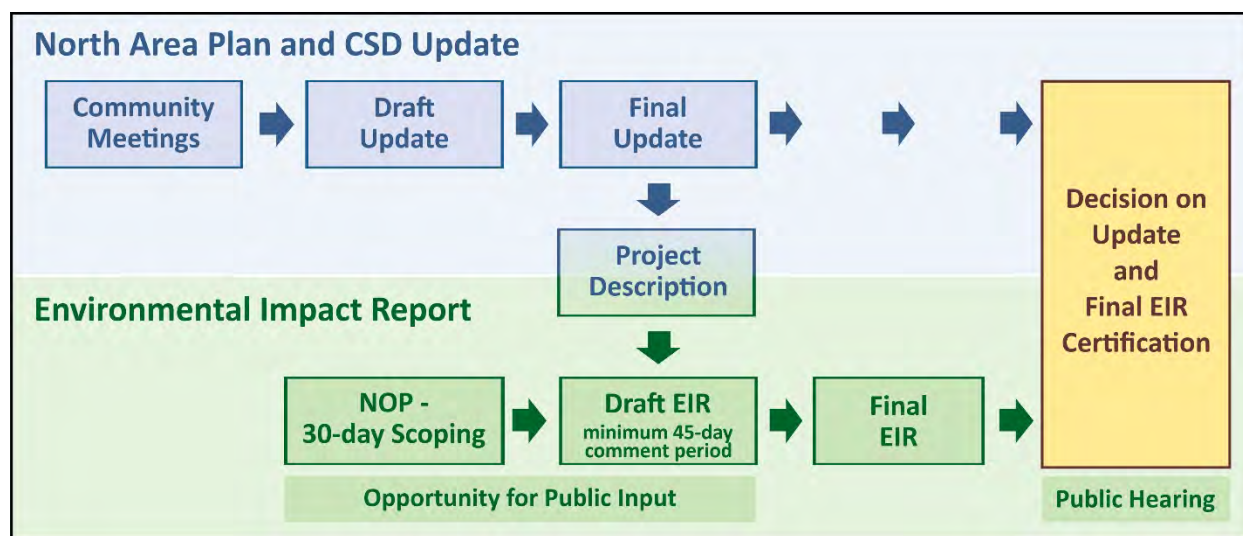 North Area Plan and CSD Update
Community
Meetings
Draft
Update
Final
Update
Project
Description
Decision on
Update
and
Final EIR
Certification
Environmental Impact Report
NOP -
30-day Scoping
Draft EIR
minimum 45-day
comment period
Final
EIR
Opportunity for Public Input
Public Hearing